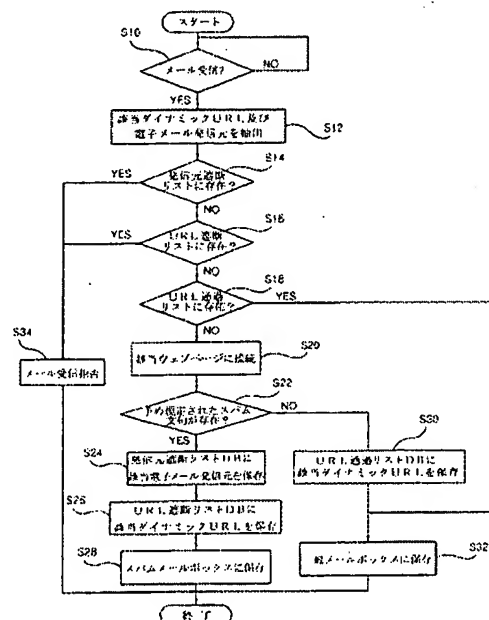 スタート
S10
メール受信?
NO
YES
該当ダイナミックURL及び
電子メール発信元を抽出
S12
S14
発信元遮断
リストに存在?
YES
NO
S16
URL遮断
リストに存在?
YES
NO
S18
URL通過
リストに存在?
YES
NO
S34
メール受信拒否
該当ウェブページに接続
S20
S22
予め設定されたスパム
文句が存在?
NO
YES
S24
発信元遮断リストDBに
該当電子メール発信元を保存
S30
URL通過リストDBに
該当ダイナミックURLを保存
S26
URL遮断リストDBに
該当ダイナミックURLを保存
S28
スパムメールボックスに保存
メールボックスに保存
S32
終了